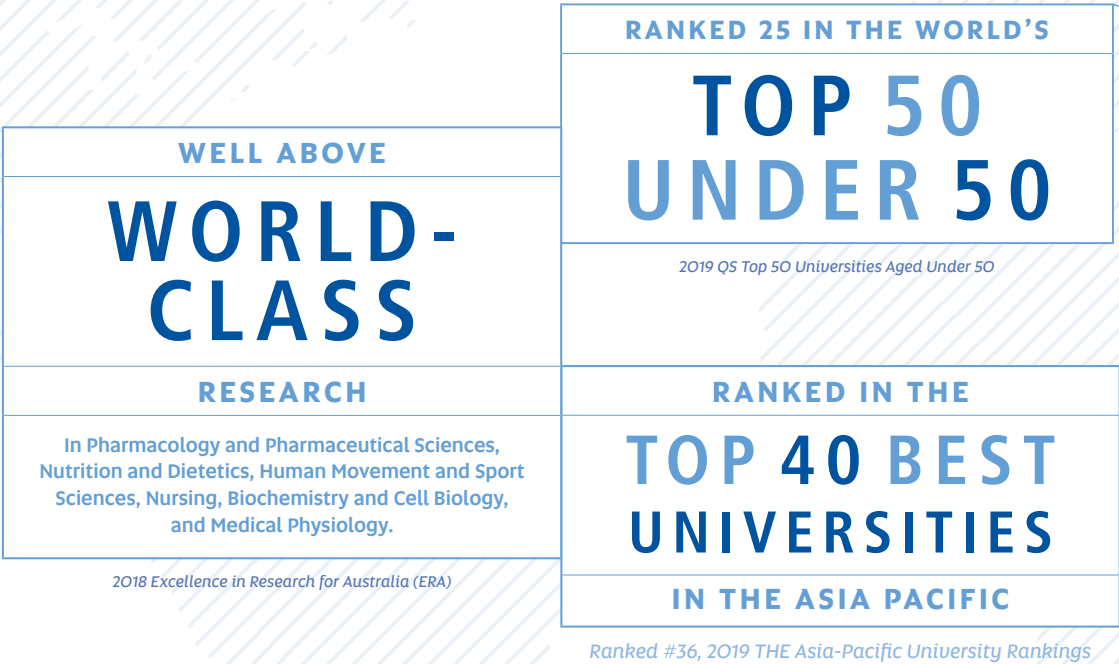 WELL ABOVE
WORLD-
CLASS
RESEARCH
In Pharmacology and Pharmaceutical Sciences,
Nutrition and Dietetics, Human Movement and Sport
Sciences, Nursing, Biochemistry and Cell Biology,
and Medical Physiology.
2018 Excellence in Research for Australia (ERA)
RANKED 25 IN THE WORLD'S
TOP 50
UNDER 50
2019 QS Top 50 Universities Aged Under 50
RANKED IN THE
TOP 40 BEST
UNIVERSITIES
IN THE ASIA PACIFIC
Ranked #36, 2019 THE Asia-Pacific University Rankings